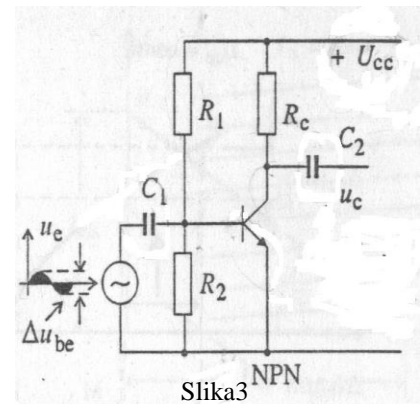 + Ucc
R1
Rc
C2
C1
uc
ue
~
R2
Δube
NPN
Slika3